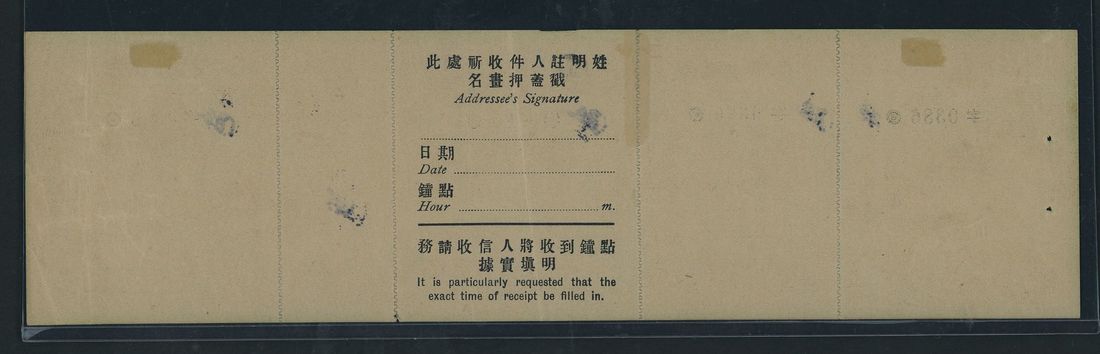 此處祈收件人註明姓
名畫押蓋戳
Addressee's Signature
日期
Date
鐘點
Hour m.
務請收信人將收到鐘點
據實填明
It is particularly requested that the
exact time of receipt be filled in.